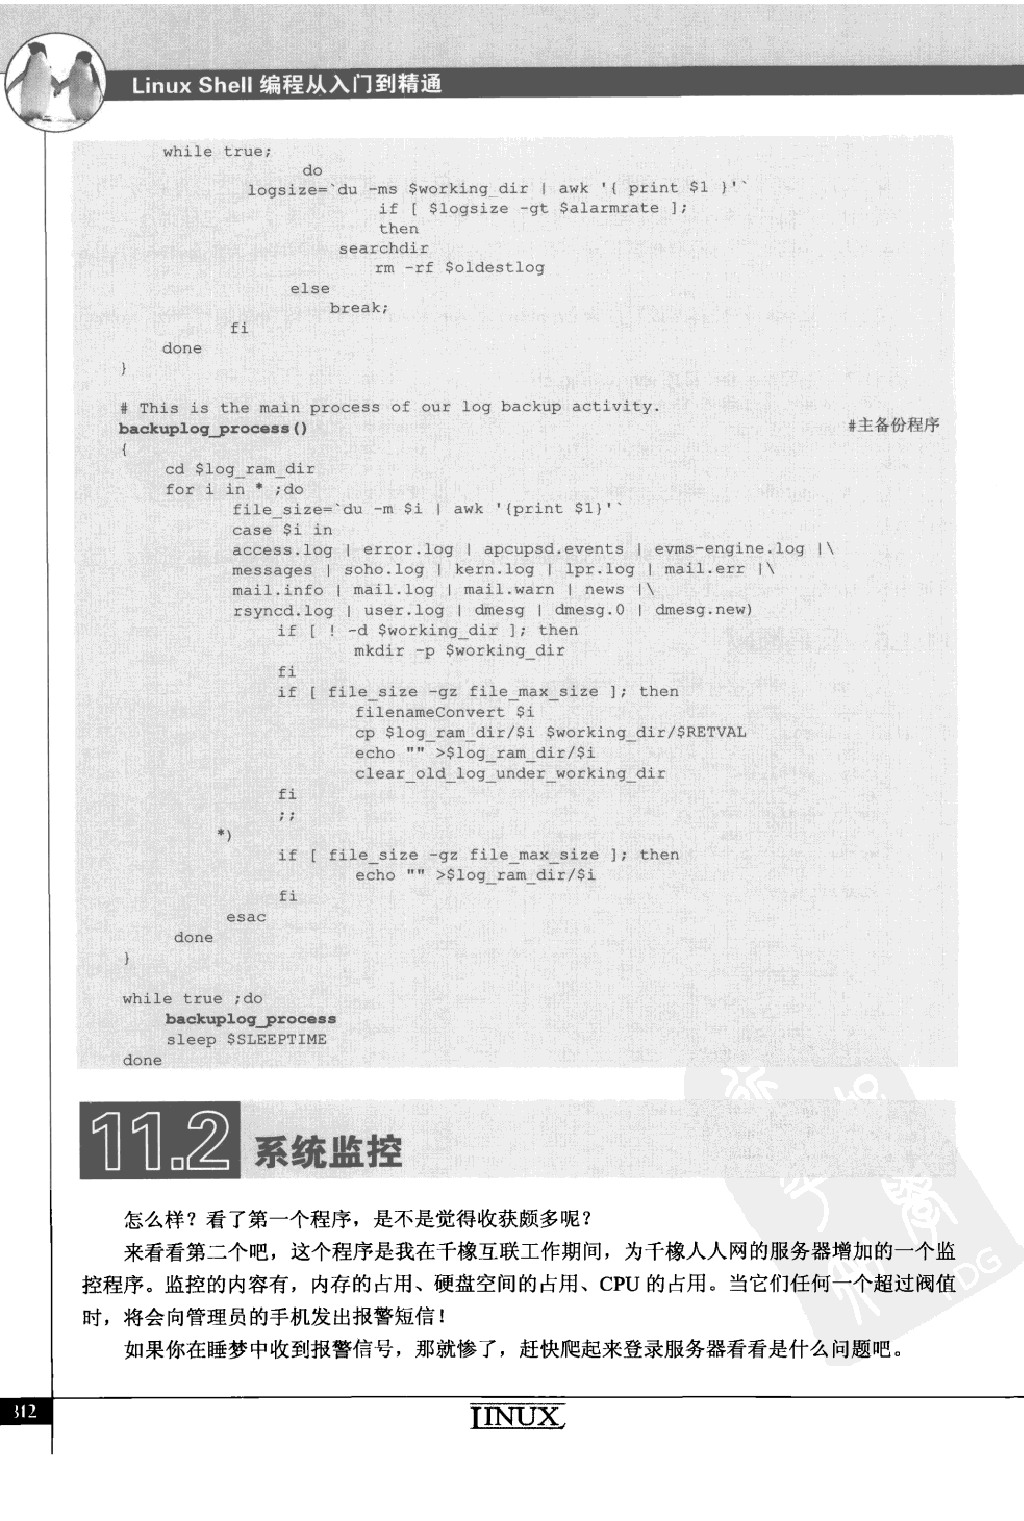 Linux Shell 编程从入门到精通
while true;
do
logsize=`du -ms $working_dir | awk '{ print $1 }'`
if [ $logsize -gt $alarmrate ];
then
searchdir
rm -rf $oldestlog
else
break;
fi
done
}
# This is the main process of our log backup activity.
backuplog_process() #主备份程序
{
cd $log_ram_dir
for i in * ;do
file_size=`du -m $i | awk '{print $1}'`
case $i in
access.log | error.log | apcupsd.events | evms-engine.log |\
messages | soho.log | kern.log | lpr.log | mail.err |\
mail.info | mail.log | mail.warn | news |\
rsyncd.log | user.log | dmesg | dmesg.0 | dmesg.new)
if [ ! -d $working_dir ]; then
mkdir -p $working_dir
fi
if [ file_size -gz file_max_size ]; then
filenameConvert $i
cp $log_ram_dir/$i $working_dir/$RETVAL
echo "" >$log_ram_dir/$i
clear_old_log_under_working_dir
fi
;;
*)
if [ file_size -gz file_max_size ]; then
echo "" >$log_ram_dir/$i
fi
esac
done
}
while true ;do
backuplog_process
sleep $SLEEPTIME
done
11.2 系统监控
怎么样？看了第一个程序，是不是觉得收获颇多呢？
来看看第二个吧，这个程序是我在千橡互联工作期间，为千橡人人网的服务器增加的一个监
控程序。监控的内容有，内存的占用、硬盘空间的占用、CPU 的占用。当它们任何一个超过阀值
时，将会向管理员的手机发出报警短信！
如果你在睡梦中收到报警信号，那就惨了，赶快爬起来登录服务器看看是什么问题吧。
312
LINUX